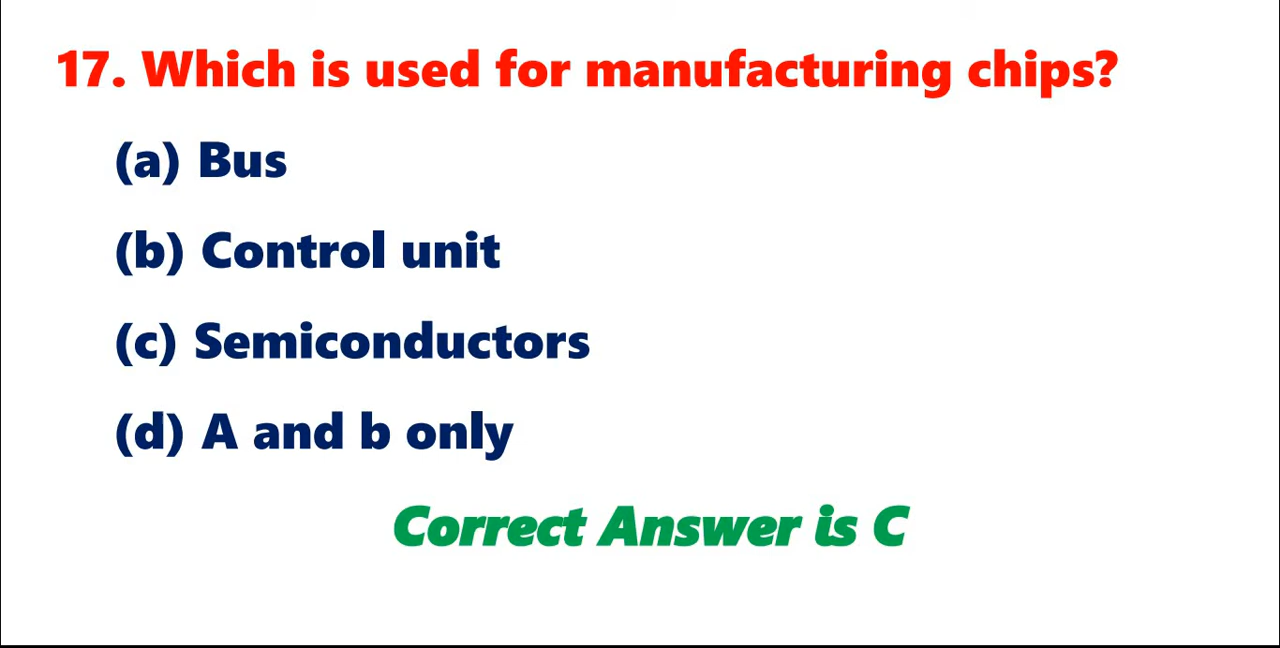 17. Which is used for manufacturing chips?
(a) Bus
(b) Control unit
(c) Semiconductors
(d) A and b only
Correct Answer is C